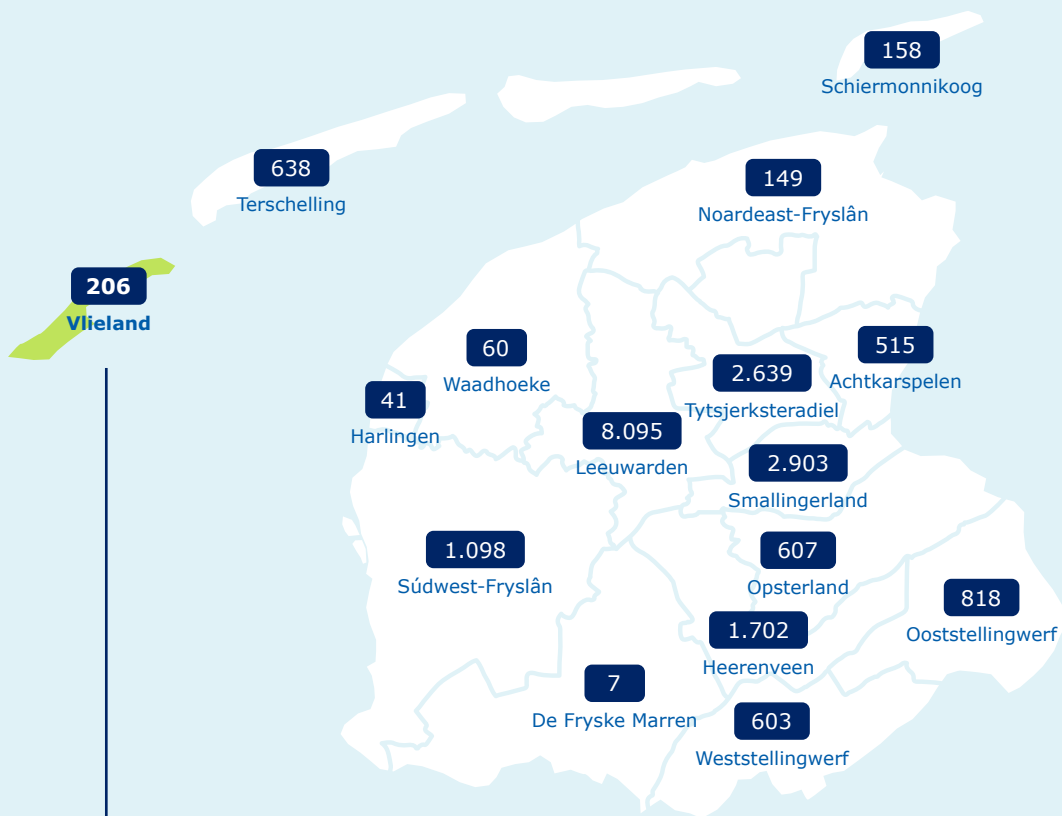 158
Schiermonnikoog
638
Terschelling
149
Noardeast-Fryslân
206
Vlieland
60
Waadhoeke
515
Achtkarspelen
2.639
Tytsjerksteradiel
41
Harlingen
8.095
Leeuwarden
2.903
Smallingerland
1.098
Súdwest-Fryslân
607
Opsterland
818
Ooststellingwerf
1.702
Heerenveen
7
De Fryske Marren
603
Weststellingwerf